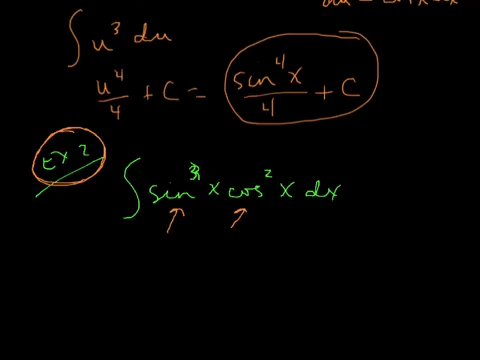 ∫ u³ du
u⁴/4 + C = sin⁴x/4 + C
Ex 2
∫ sin³ x cos² x dx